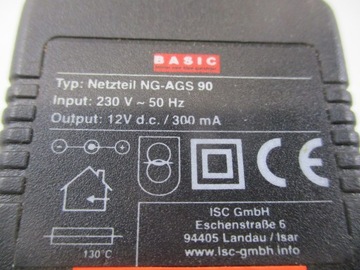 BASIC
Typ: Netzteil NG-AGS 90
Input: 230 V ~ 50 Hz
Output: 12V d.c. / 300 mA
CE
130°C
ISC GmbH
Eschenstraße 6
94405 Landau / Isar
www.isc-gmbh.info